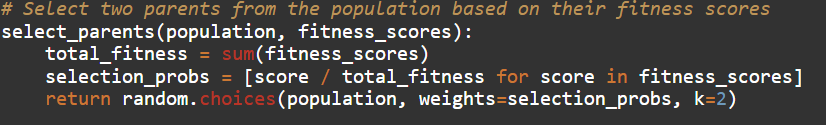 # Select two parents from the population based on their fitness scores
select_parents(population, fitness_scores):
    total_fitness = sum(fitness_scores)
    selection_probs = [score / total_fitness for score in fitness_scores]
    return random.choices(population, weights=selection_probs, k=2)